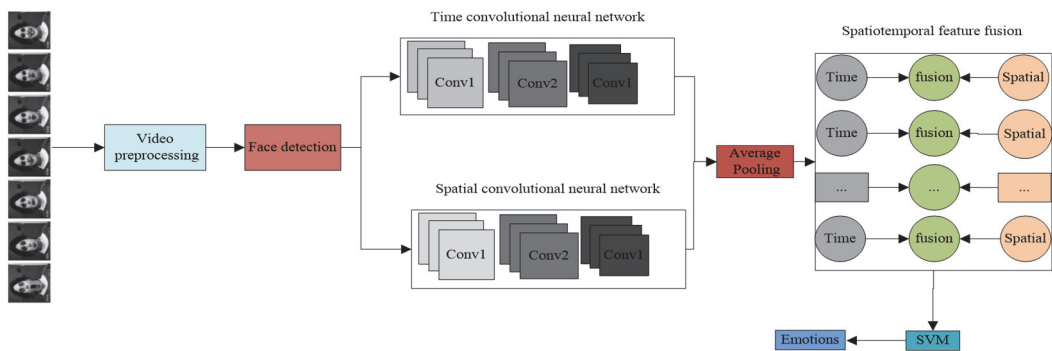 Time convolutional neural network
Conv1
Conv2
Conv1
Video
preprocessing
Face detection
Spatial convolutional neural network
Conv1
Conv2
Conv1
Average
Pooling
Spatiotemporal feature fusion
Time fusion Spatial
Time fusion Spatial
... ... ...
Time fusion Spatial
SVM
Emotions